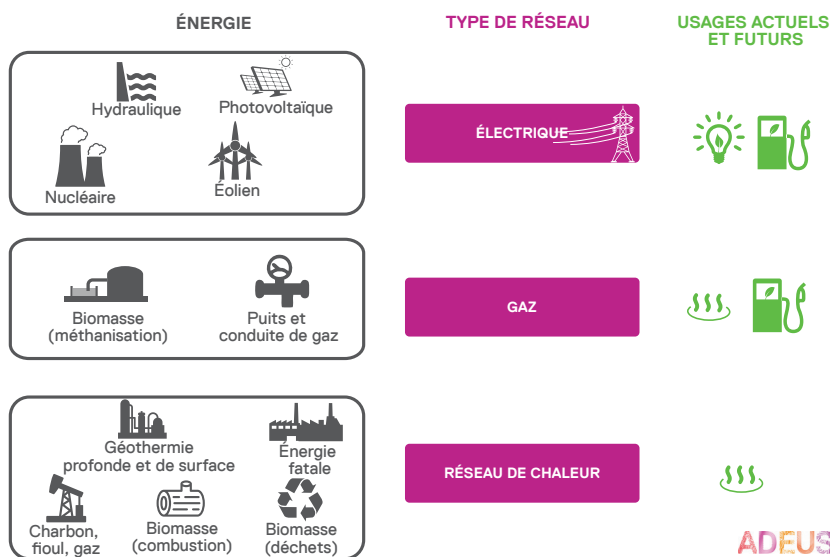 ÉNERGIE
TYPE DE RÉSEAU
USAGES ACTUELS
ET FUTURS
Hydraulique
Photovoltaïque
Nucléaire
Éolien
ÉLECTRIQUE
Biomasse
(méthanisation)
Puits et
conduite de gaz
GAZ
Géothermie
profonde et de surface
Énergie
fatale
Charbon,
fioul, gaz
Biomasse
(combustion)
Biomasse
(déchets)
RÉSEAU DE CHALEUR
ADEUS